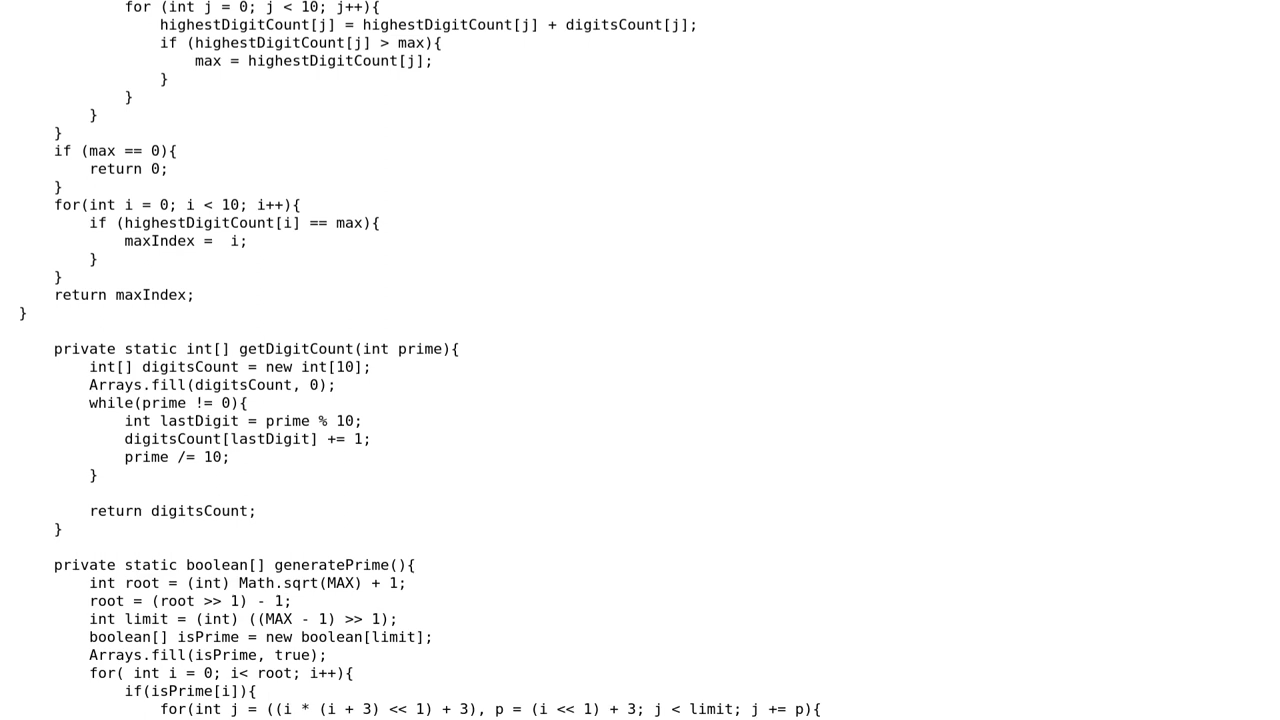 for (int j = 0; j < 10; j++){
                highestDigitCount[j] = highestDigitCount[j] + digitsCount[j];
                if (highestDigitCount[j] > max){
                    max = highestDigitCount[j];
                }
            }
        }
    }
    if (max == 0){
        return 0;
    }
    for(int i = 0; i < 10; i++){
        if (highestDigitCount[i] == max){
            maxIndex =  i;
        }
    }
    return maxIndex;
}

    private static int[] getDigitCount(int prime){
        int[] digitsCount = new int[10];
        Arrays.fill(digitsCount, 0);
        while(prime != 0){
            int lastDigit = prime % 10;
            digitsCount[lastDigit] += 1;
            prime /= 10;
        }

        return digitsCount;
    }

    private static boolean[] generatePrime(){
        int root = (int) Math.sqrt(MAX) + 1;
        root = (root >> 1) - 1;
        int limit = (int) ((MAX - 1) >> 1);
        boolean[] isPrime = new boolean[limit];
        Arrays.fill(isPrime, true);
        for( int i = 0; i< root; i++){
            if(isPrime[i]){
                for(int j = ((i * (i + 3) << 1) + 3), p = (i << 1) + 3; j < limit; j += p){